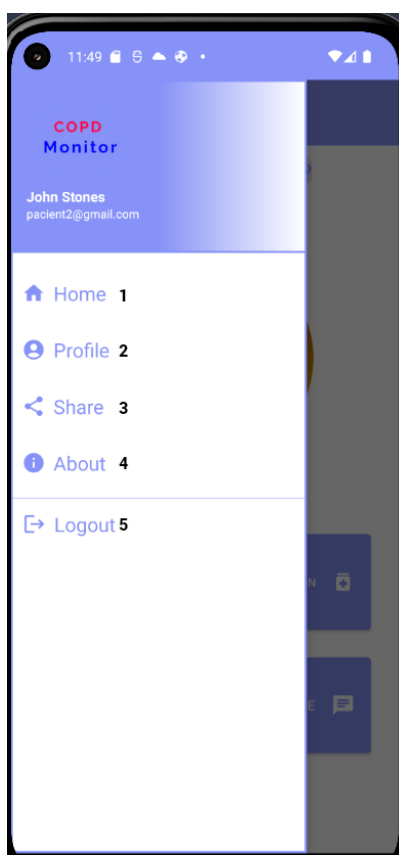 11:49
COPD
Monitor
John Stones
pacient2@gmail.com
Home 1
Profile 2
Share 3
About 4
Logout 5
N
E